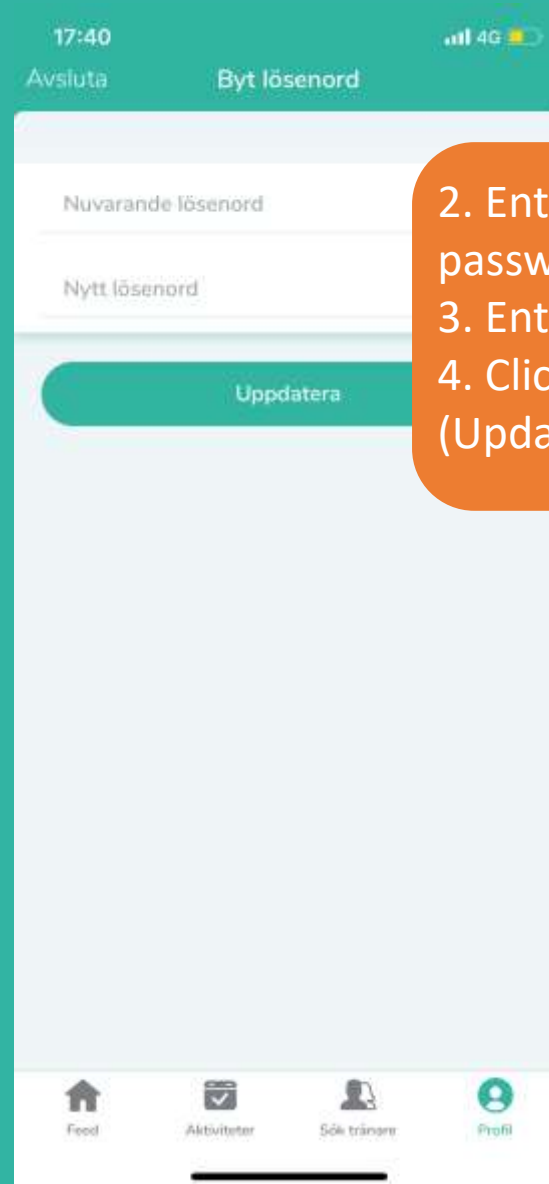 17:40
4G
Avsluta
Byt lösenord
Nuvarande lösenord
Nytt lösenord
Uppdatera
2. Ent
passw
3. Ent
4. Clic
(Upda
Feed
Aktiviteter
Sök tränare
Profil